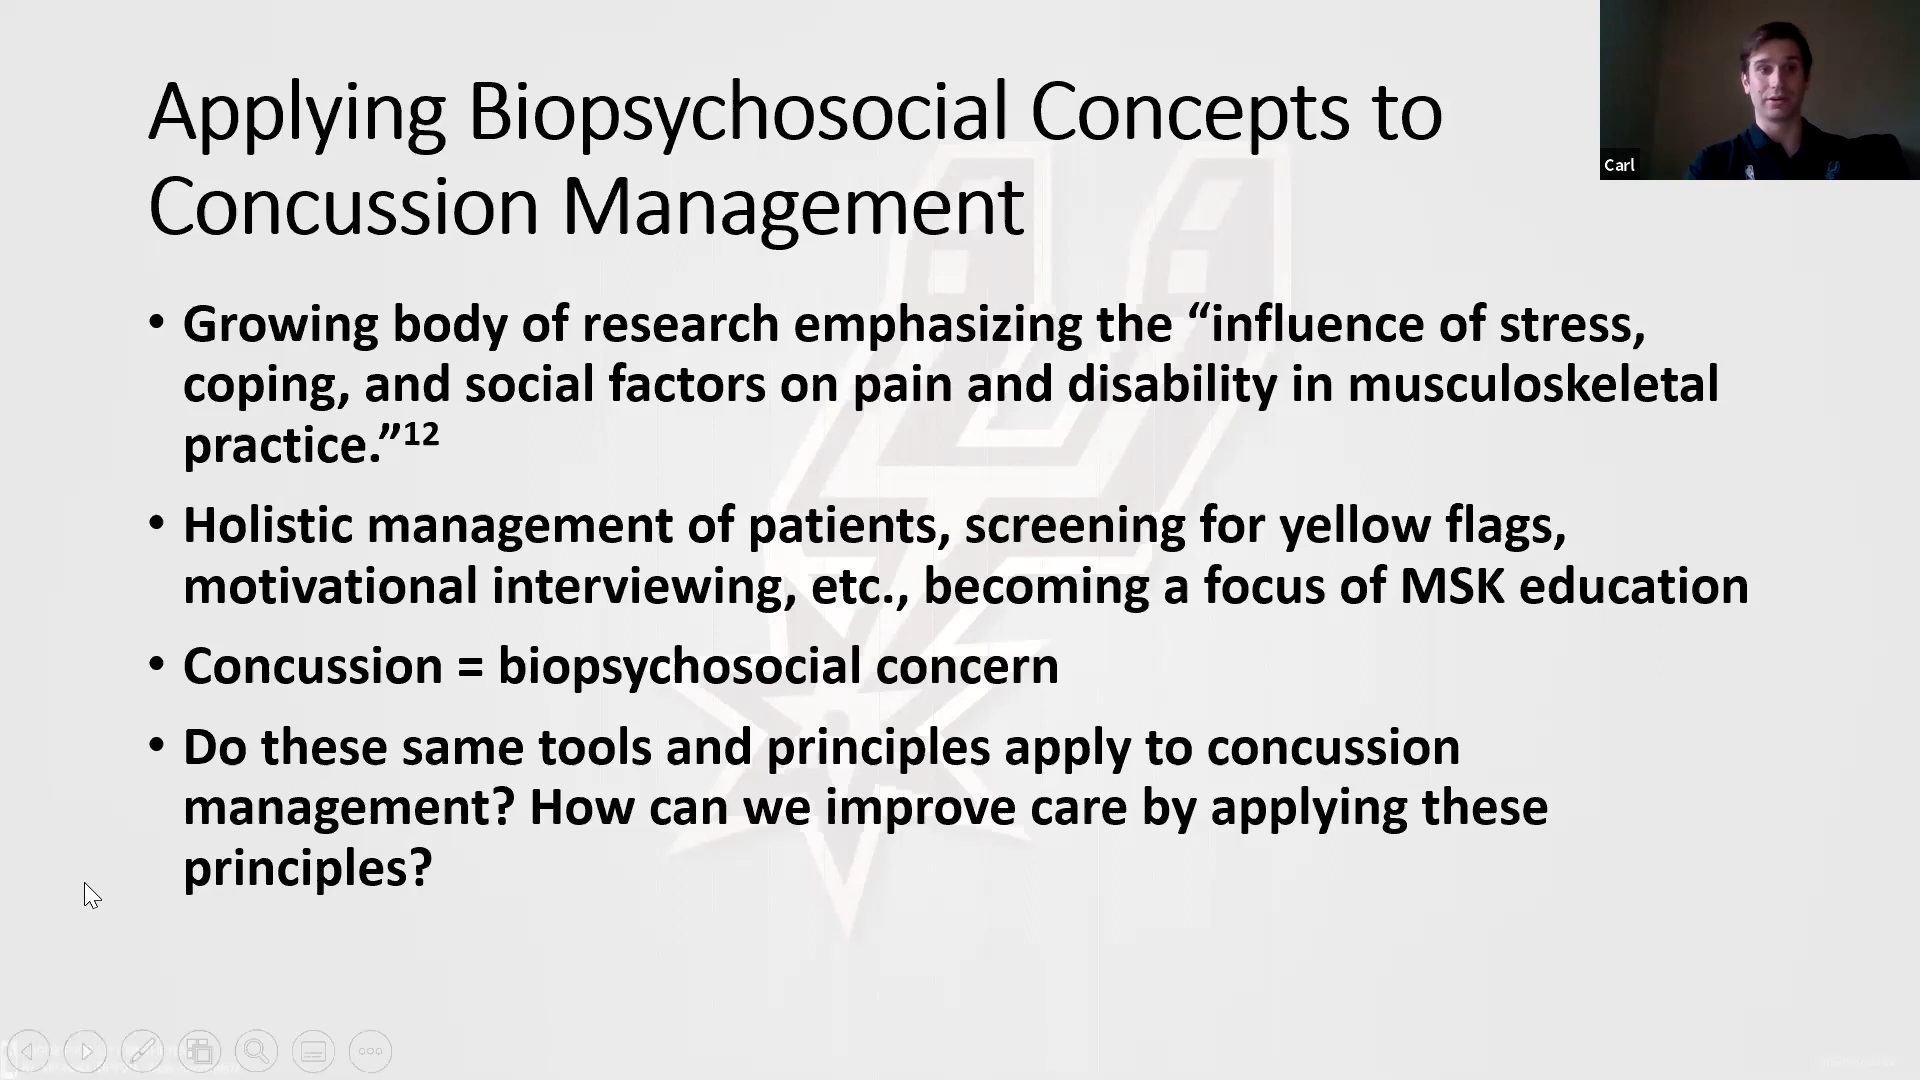 Applying Biopsychosocial Concepts to
Concussion Management
Carl
• Growing body of research emphasizing the “influence of stress,
coping, and social factors on pain and disability in musculoskeletal
practice.”¹²
• Holistic management of patients, screening for yellow flags,
motivational interviewing, etc., becoming a focus of MSK education
• Concussion = biopsychosocial concern
• Do these same tools and principles apply to concussion
management? How can we improve care by applying these
principles?